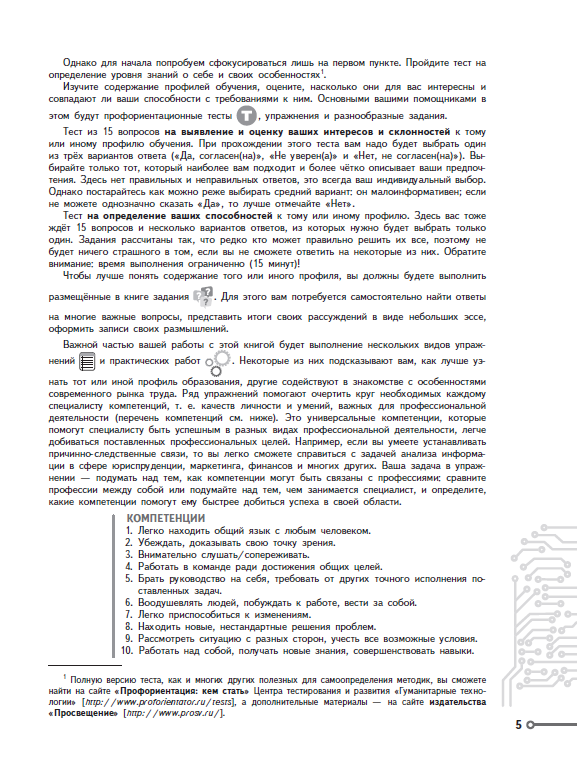 Однако для начала попробуем сфокусироваться лишь на первом пункте. Пройдите тест на
определение уровня знаний о себе и своих особенностях¹.
Изучите содержание профилей обучения, оцените, насколько они для вас интересны и
совпадают ли ваши способности с требованиями к ним. Основными вашими помощниками в
этом будут профориентационные тесты Т, упражнения и разнообразные задания.
Тест из 15 вопросов на выявление и оценку ваших интересов и склонностей к тому
или иному профилю обучения. При прохождении этого теста вам надо будет выбрать один
из трёх вариантов ответа («Да, согласен(на)», «Не уверен(а)» и «Нет, не согласен(на)»). Вы-
бирайте только тот, который наиболее вам подходит и более чётко описывает ваши предпоч-
тения. Здесь нет правильных и неправильных ответов, это всегда ваш индивидуальный выбор.
Однако постарайтесь как можно реже выбирать средний вариант: он малоинформативен; если
не можете однозначно сказать «Да», то лучше отмечайте «Нет».
Тест на определение ваших способностей к тому или иному профилю. Здесь вас тоже
ждёт 15 вопросов и несколько вариантов ответов, из которых нужно будет выбрать только
один. Задания рассчитаны так, что редко кто может правильно решить их все, поэтому не
будет ничего страшного в том, если вы не сможете ответить на некоторые из них. Обратите
внимание: время выполнения ограничено (15 минут)!
Чтобы лучше понять содержание того или иного профиля, вы должны будете выполнить
размещённые в книге задания ???. Для этого вам потребуется самостоятельно найти ответы
на многие важные вопросы, представить итоги своих рассуждений в виде небольших эссе,
оформить записи своих размышлений.
Важной частью вашей работы с этой книгой будет выполнение нескольких видов упраж-
нений и практических работ . Некоторые из них подсказывают вам, как лучше уз-
нать тот или иной профиль образования, другие содействуют в знакомстве с особенностями
современного рынка труда. Ряд упражнений помогают очертить круг необходимых каждому
специалисту компетенций, т. е. качеств личности и умений, важных для профессиональной
деятельности (перечень компетенций см. ниже). Это универсальные компетенции, которые
помогут специалисту быть успешным в разных видах профессиональной деятельности, легче
добиваться поставленных профессиональных целей. Например, если вы умеете устанавливать
причинно-следственные связи, то вы легко сможете справиться с задачей анализа информа-
ции в сфере юриспруденции, маркетинга, финансов и многих других. Ваша задача в упраж-
нении — подумать над тем, как компетенции могут быть связаны с профессиями: сравните
профессии между собой или подумайте над тем, чем занимается специалист, и определите,
какие компетенции помогут ему быстрее добиться успеха в своей области.
КОМПЕТЕНЦИИ
1. Легко находить общий язык с любым человеком.
2. Убеждать, доказывать свою точку зрения.
3. Внимательно слушать/сопереживать.
4. Работать в команде ради достижения общих целей.
5. Брать руководство на себя, требовать от других точного исполнения по-
ставленных задач.
6. Воодушевлять людей, побуждать к работе, вести за собой.
7. Легко приспособиться к изменениям.
8. Находить новые, нестандартные решения проблем.
9. Рассмотреть ситуацию с разных сторон, учесть все возможные условия.
10. Работать над собой, получать новые знания, совершенствовать навыки.
¹ Полную версию теста, как и многих других полезных для самоопределения методик, вы сможете
найти на сайте «Профориентация: кем стать» Центра тестирования и развития «Гуманитарные техно-
логии» [http://www.proforientator.ru/tests], а дополнительные материалы — на сайте издательства
«Просвещение» [http://www.prosv.ru/].
5